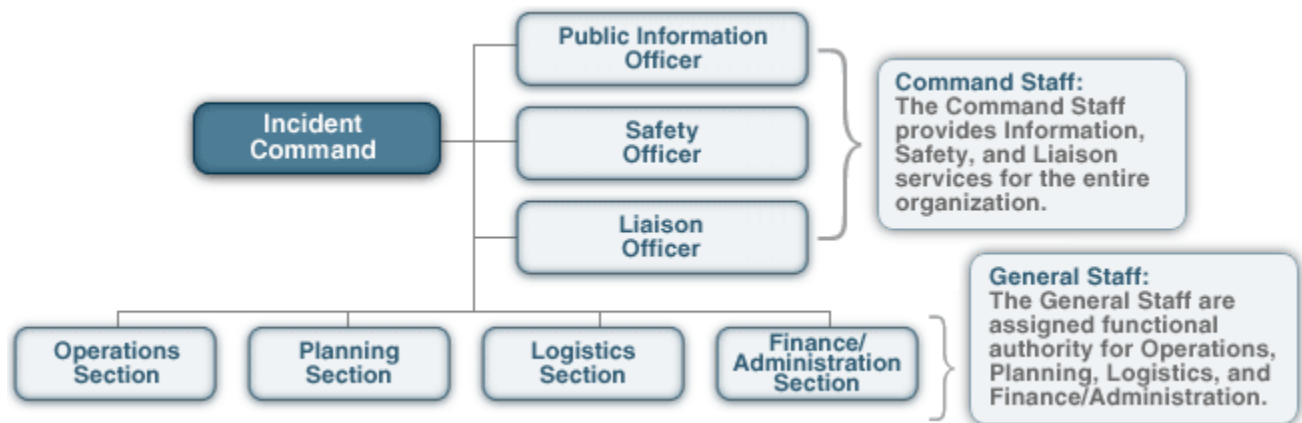 Public Information
Officer
Incident
Command
Safety
Officer
Liaison
Officer
Command Staff:
The Command Staff
provides Information,
Safety, and Liaison
services for the entire
organization.
Operations
Section
Planning
Section
Logistics
Section
Finance/
Administration
Section
General Staff:
The General Staff are
assigned functional
authority for Operations,
Planning, Logistics, and
Finance/Administration.